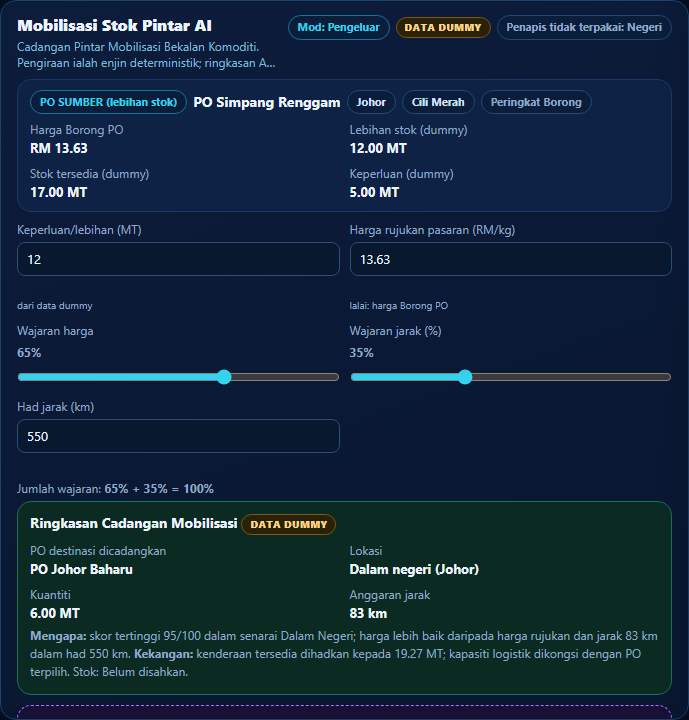 Mobilisasi Stok Pintar AI
Mod: Pengeluar
DATA DUMMY
Penapis tidak terpakai: Negeri
Cadangan Pintar Mobilisasi Bekalan Komoditi.
Pengiraan ialah enjin deterministik; ringkasan A...
PO SUMBER (lebihan stok)
PO Simpang Renggam
Johor
Cili Merah
Peringkat Borong
Harga Borong PO
RM 13.63
Lebihan stok (dummy)
12.00 MT
Stok tersedia (dummy)
17.00 MT
Keperluan (dummy)
5.00 MT
Keperluan/lebihan (MT)
12
dari data dummy
Harga rujukan pasaran (RM/kg)
13.63
lalai: harga Borong PO
Wajaran harga
65%
Wajaran jarak (%)
35%
Had jarak (km)
550
Jumlah wajaran: 65% + 35% = 100%
Ringkasan Cadangan Mobilisasi
DATA DUMMY
PO destinasi dicadangkan
PO Johor Baharu
Lokasi
Dalam negeri (Johor)
Kuantiti
6.00 MT
Anggaran jarak
83 km
Mengapa: skor tertinggi 95/100 dalam senarai Dalam Negeri; harga lebih baik daripada harga rujukan dan jarak 83 km
dalam had 550 km. Kekangan: kenderaan tersedia dihadkan kepada 19.27 MT; kapasiti logistik dikongsi dengan PO
terpilih. Stok: Belum disahkan.